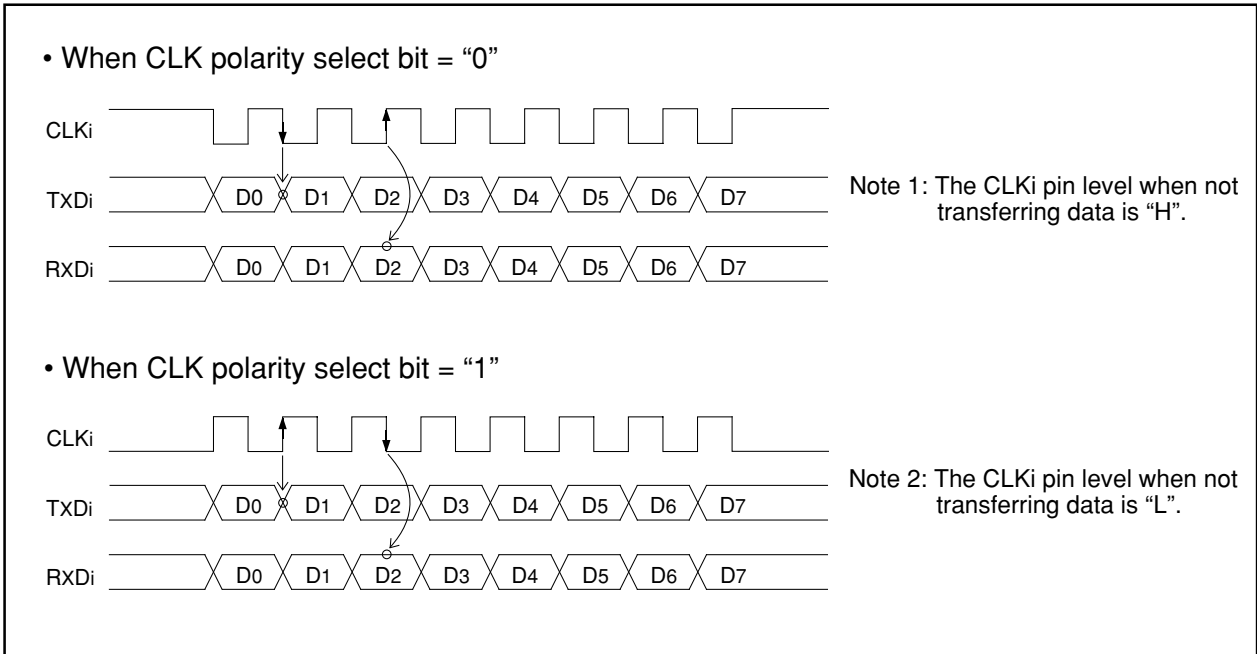 • When CLK polarity select bit = “0”
CLKi
TXDi D0 D1 D2 D3 D4 D5 D6 D7
RXDi D0 D1 D2 D3 D4 D5 D6 D7
Note 1: The CLKi pin level when not
transferring data is “H”.
• When CLK polarity select bit = “1”
CLKi
TXDi D0 D1 D2 D3 D4 D5 D6 D7
RXDi D0 D1 D2 D3 D4 D5 D6 D7
Note 2: The CLKi pin level when not
transferring data is “L”.